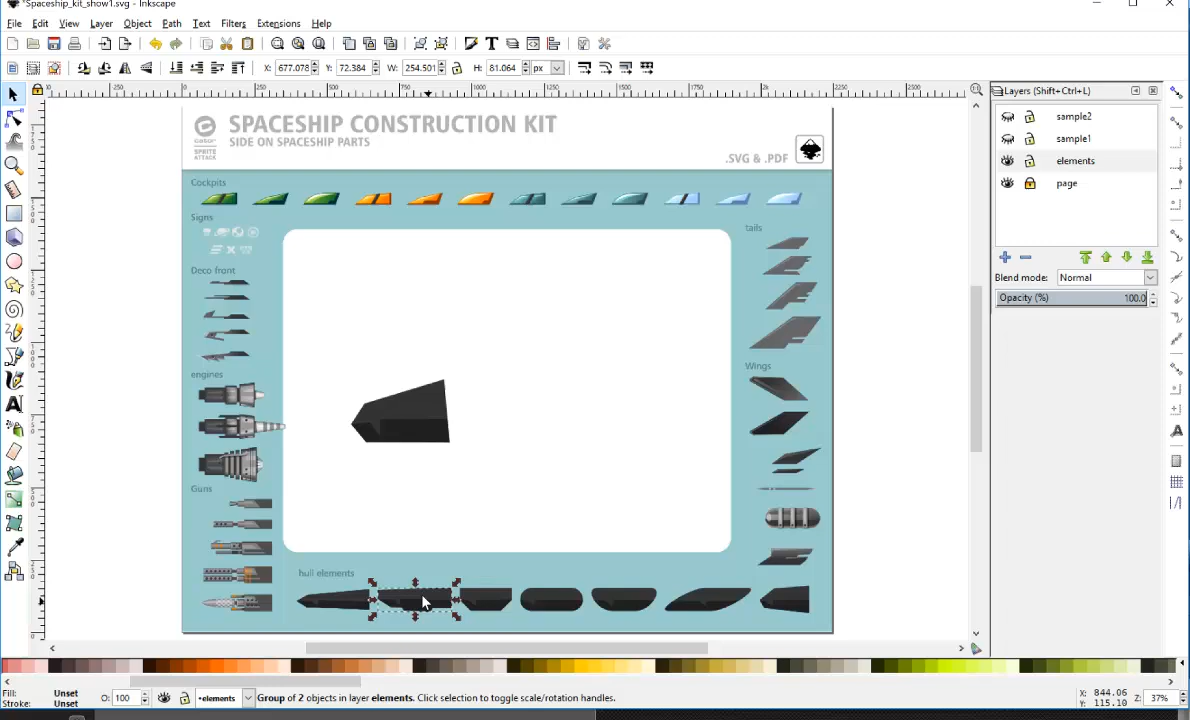 *Spaceship_kit_show1.svg - Inkscape
File Edit View Layer Object Path Text Filters Extensions Help
X: 677.078 Y: 72.384 W: 254.501 H: 81.064 px
Layers (Shift+Ctrl+L)
sample2
sample1
elements
page
Blend mode: Normal
Opacity (%) 100.0
SPACESHIP CONSTRUCTION KIT
SIDE ON SPACESHIP PARTS
SPRITE
ATTACK
.SVG & .PDF
Cockpits
Signs
Deco front
engines
Guns
tails
Wings
hull elements
Fill: Unset
Stroke: Unset
O: 100
•elements
Group of 2 objects in layer elements. Click selection to toggle scale/rotation handles.
X: 844.06
Y: 115.10
Z: 37%